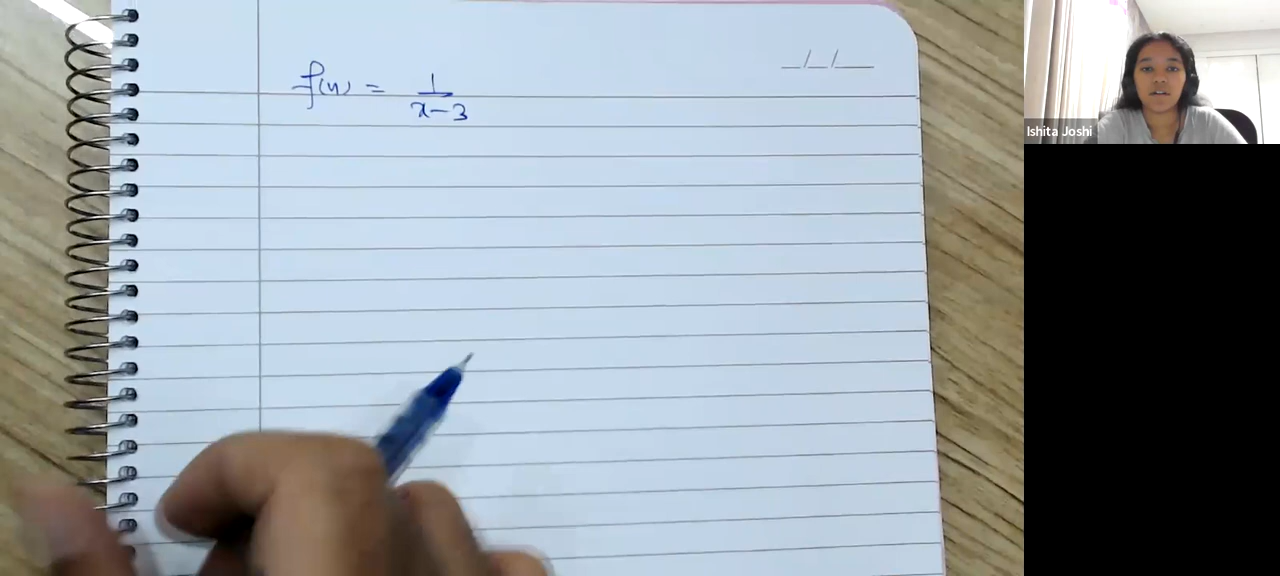 f(x) = 1/(x-3)
_/_/_
Ishita Joshi